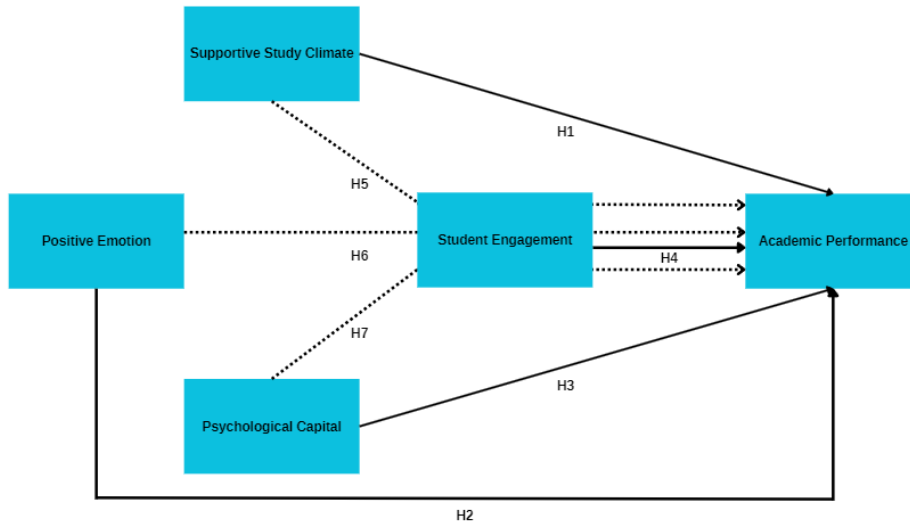 Supportive Study Climate
H1
H5
Positive Emotion
Student Engagement
Academic Performance
H6
H4
H7
H3
Psychological Capital
H2